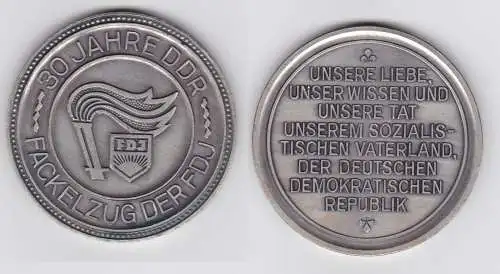 30 JAHRE DDR
FACKELZUG DER FDJ
FDJ
UNSERE LIEBE,
UNSER WISSEN UND
UNSERE TAT
UNSEREM SOZIALIS-
TISCHEN VATERLAND,
DER DEUTSCHEN
DEMOKRATISCHEN
REPUBLIK